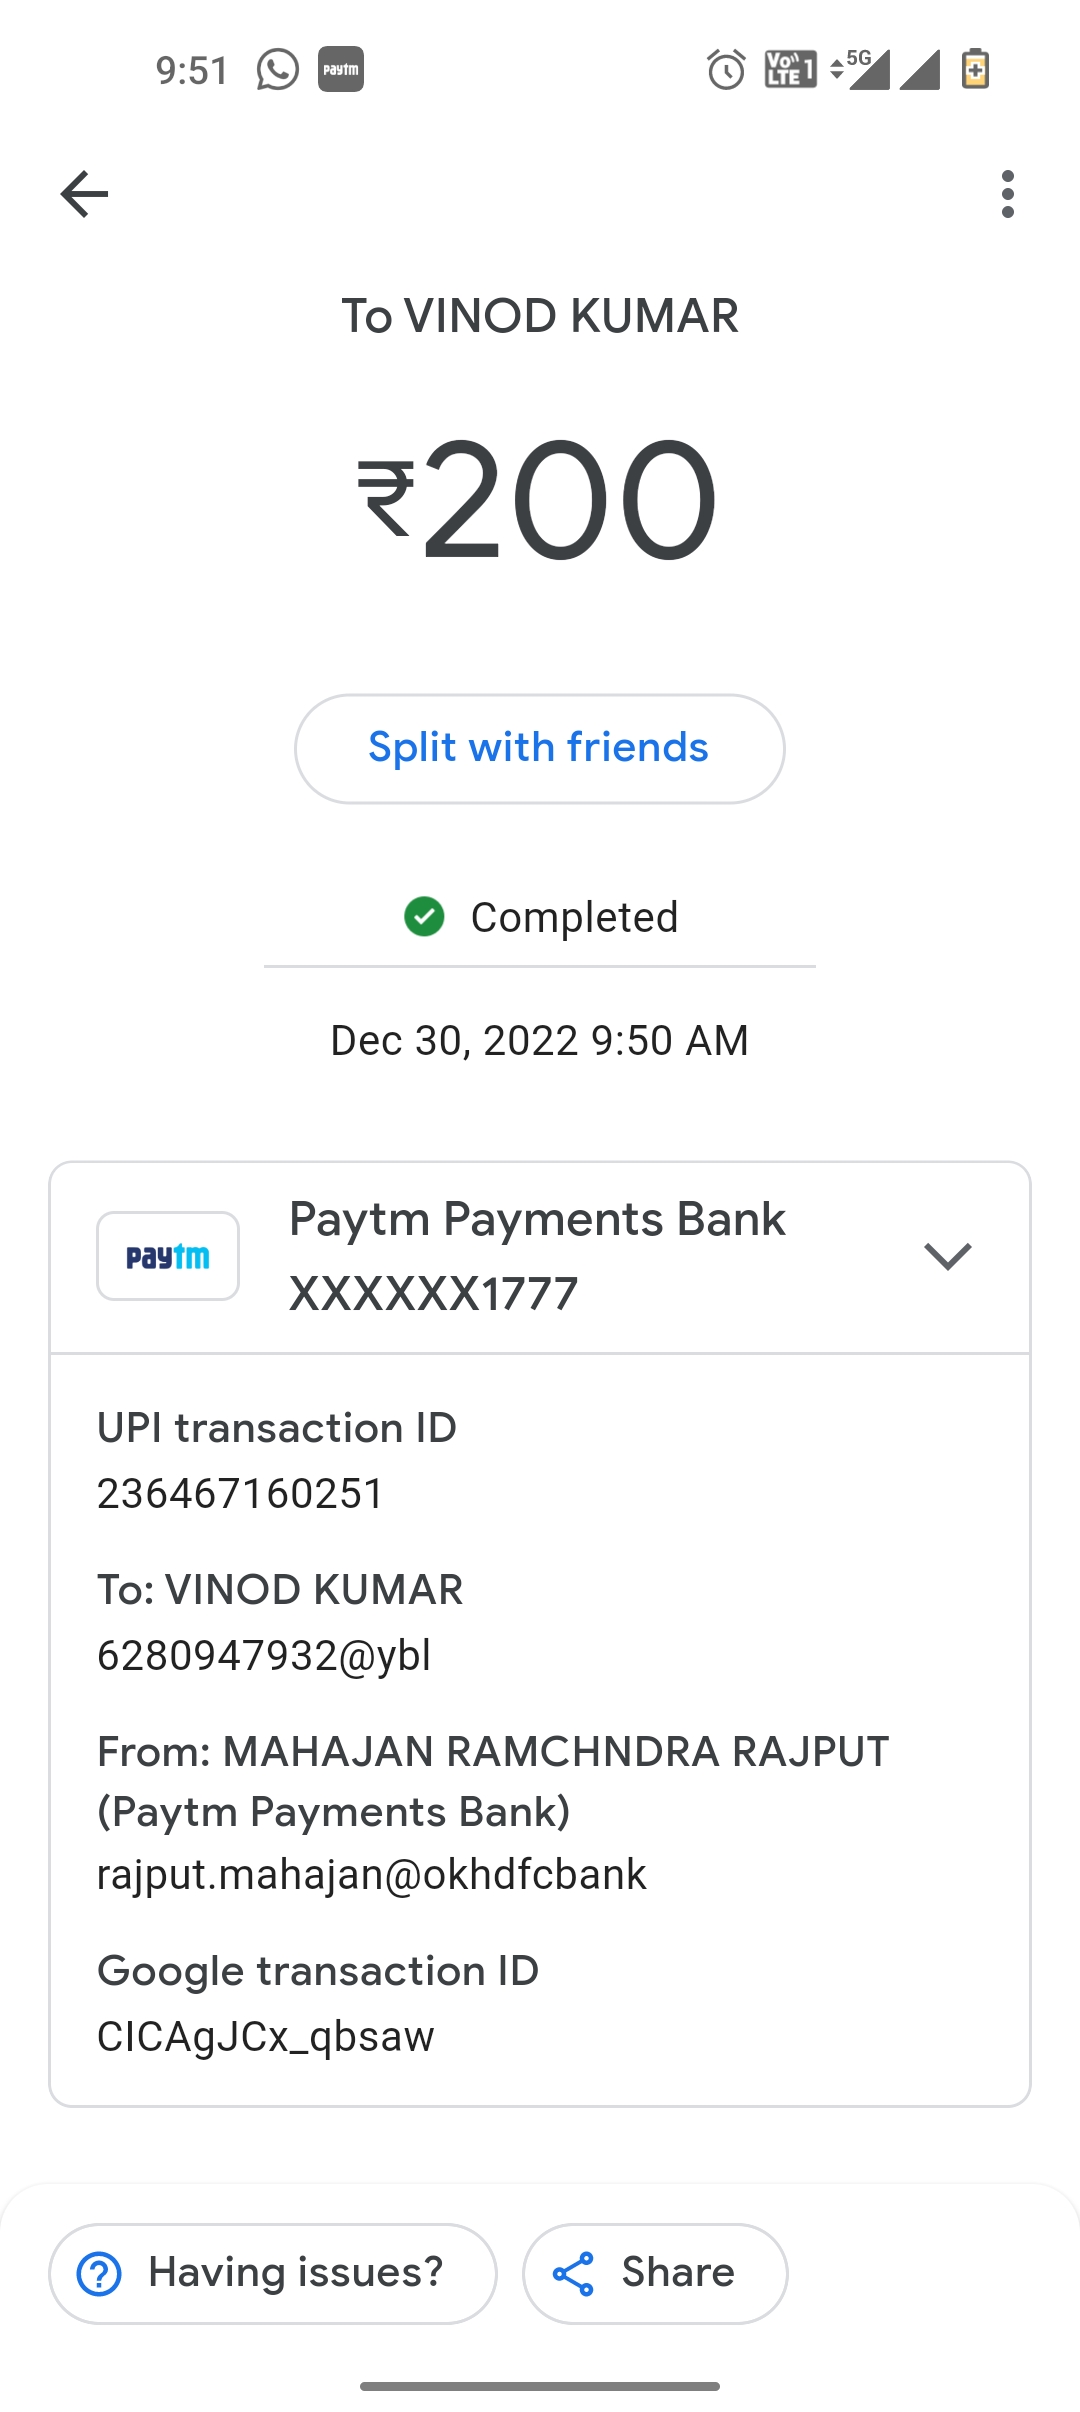 9:51 paytm Vo)) LTE 1 5G
To VINOD KUMAR
₹200
Split with friends
Completed
Dec 30, 2022 9:50 AM
paytm
Paytm Payments Bank
XXXXXX1777
UPI transaction ID
236467160251
To: VINOD KUMAR
6280947932@ybl
From: MAHAJAN RAMCHNDRA RAJPUT
(Paytm Payments Bank)
rajput.mahajan@okhdfcbank
Google transaction ID
CICAgJCx_qbsaw
Having issues? Share